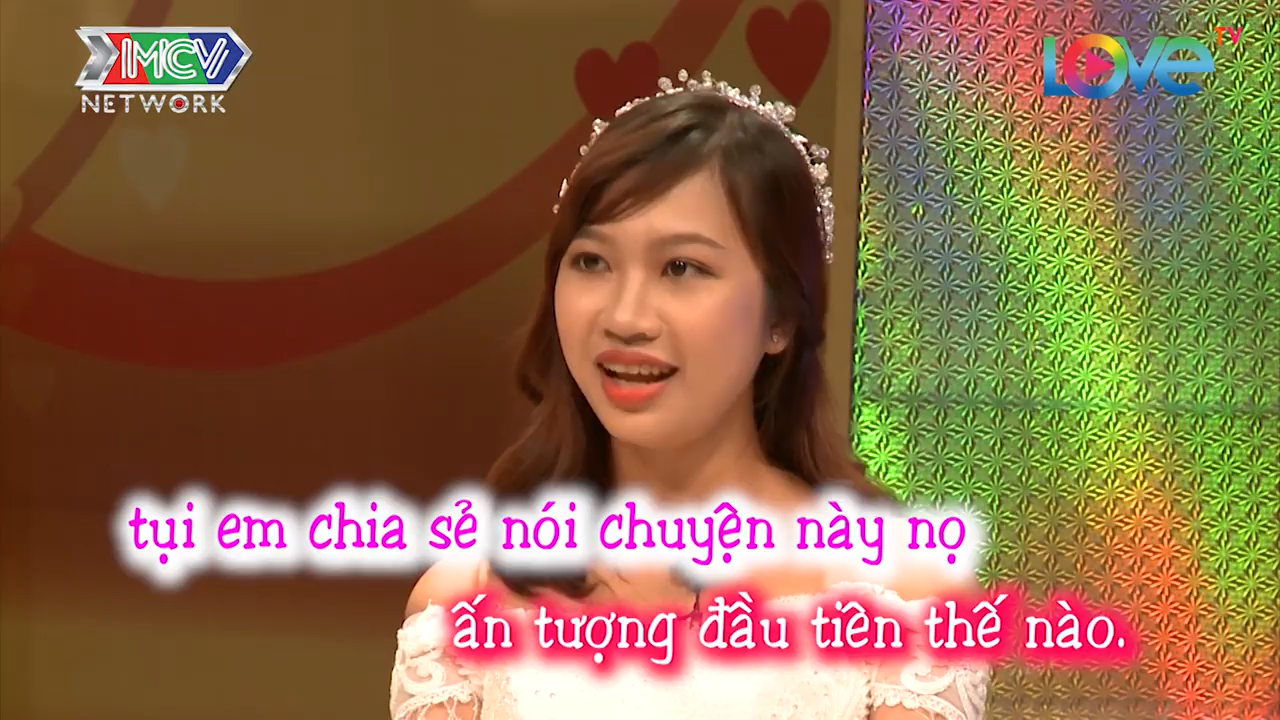 MCV
NETWORK
LOVE TV
tụi em chia sẻ nói chuyện này nọ
ấn tượng đầu tiên thế nào.